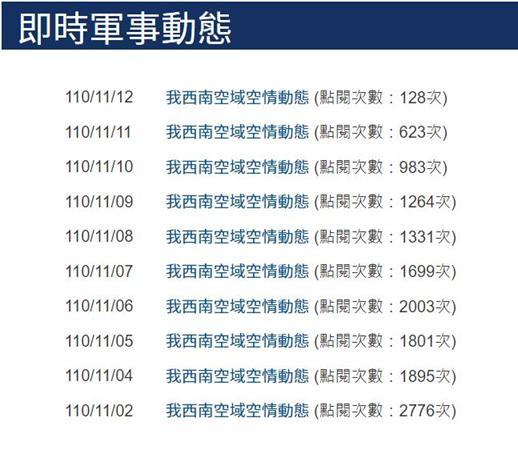 即時軍事動態
110/11/12 我西南空域空情動態 (點閱次數：128次)
110/11/11 我西南空域空情動態 (點閱次數：623次)
110/11/10 我西南空域空情動態 (點閱次數：983次)
110/11/09 我西南空域空情動態 (點閱次數：1264次)
110/11/08 我西南空域空情動態 (點閱次數：1331次)
110/11/07 我西南空域空情動態 (點閱次數：1699次)
110/11/06 我西南空域空情動態 (點閱次數：2003次)
110/11/05 我西南空域空情動態 (點閱次數：1801次)
110/11/04 我西南空域空情動態 (點閱次數：1895次)
110/11/02 我西南空域空情動態 (點閱次數：2776次)